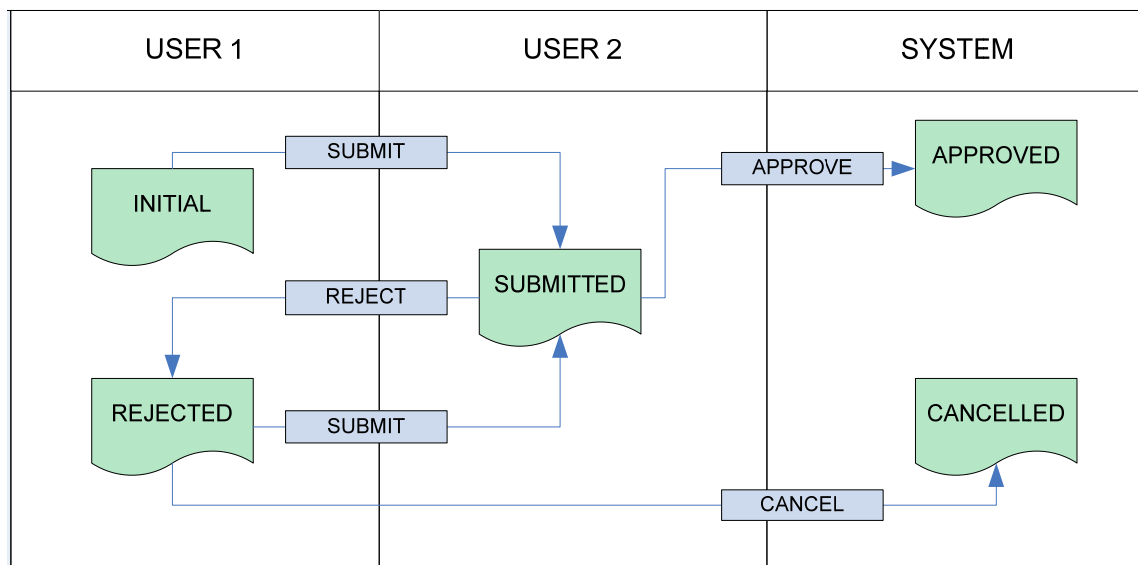 USER 1
USER 2
SYSTEM
SUBMIT
APPROVE
APPROVED
INITIAL
SUBMITTED
REJECT
REJECTED
SUBMIT
CANCELLED
CANCEL